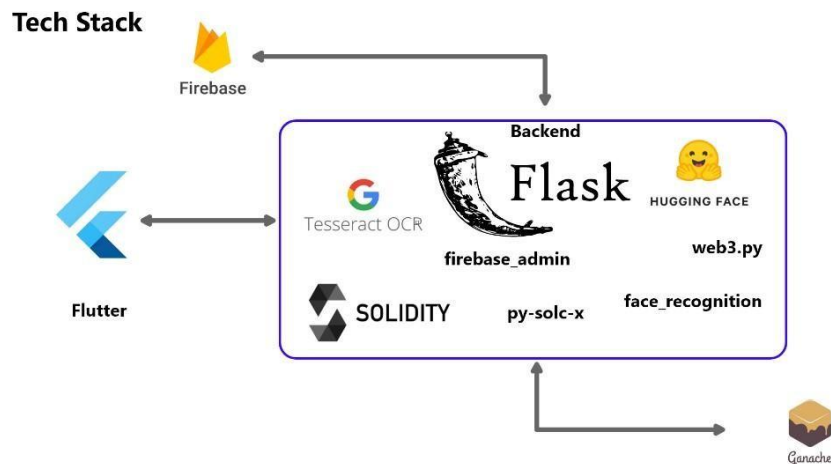 Tech Stack
Firebase
Backend
Flask
HUGGING FACE
Tesseract OCR
firebase_admin
web3.py
Flutter
SOLIDITY
py-solc-x
face_recognition
Ganache